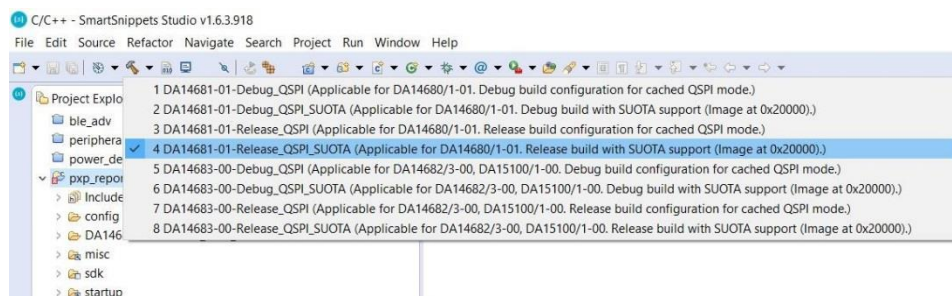 C/C++ - SmartSnippets Studio v1.6.3.918
File Edit Source Refactor Navigate Search Project Run Window Help
1 DA14681-01-Debug_QSPI (Applicable for DA14680/1-01. Debug build configuration for cached QSPI mode.)
Project Explo
2 DA14681-01-Debug_QSPI_SUOTA (Applicable for DA14680/1-01. Debug build with SUOTA support (Image at 0x20000).)
ble_adv
3 DA14681-01-Release_QSPI (Applicable for DA14680/1-01. Release build configuration for cached QSPI mode.)
periphera
4 DA14681-01-Release_QSPI_SUOTA (Applicable for DA14680/1-01. Release build with SUOTA support (Image at 0x20000).)
power_de
5 DA14683-00-Debug_QSPI (Applicable for DA14682/3-00, DA15100/1-00. Debug build configuration for cached QSPI mode.)
pxp_repor
6 DA14683-00-Debug_QSPI_SUOTA (Applicable for DA14682/3-00, DA15100/1-00. Debug build with SUOTA support (Image at 0x20000).)
Include
7 DA14683-00-Release_QSPI (Applicable for DA14682/3-00, DA15100/1-00. Release build configuration for cached QSPI mode.)
config
8 DA14683-00-Release_QSPI_SUOTA (Applicable for DA14682/3-00, DA15100/1-00. Release build with SUOTA support (Image at 0x20000).)
DA146
misc
sdk
startup